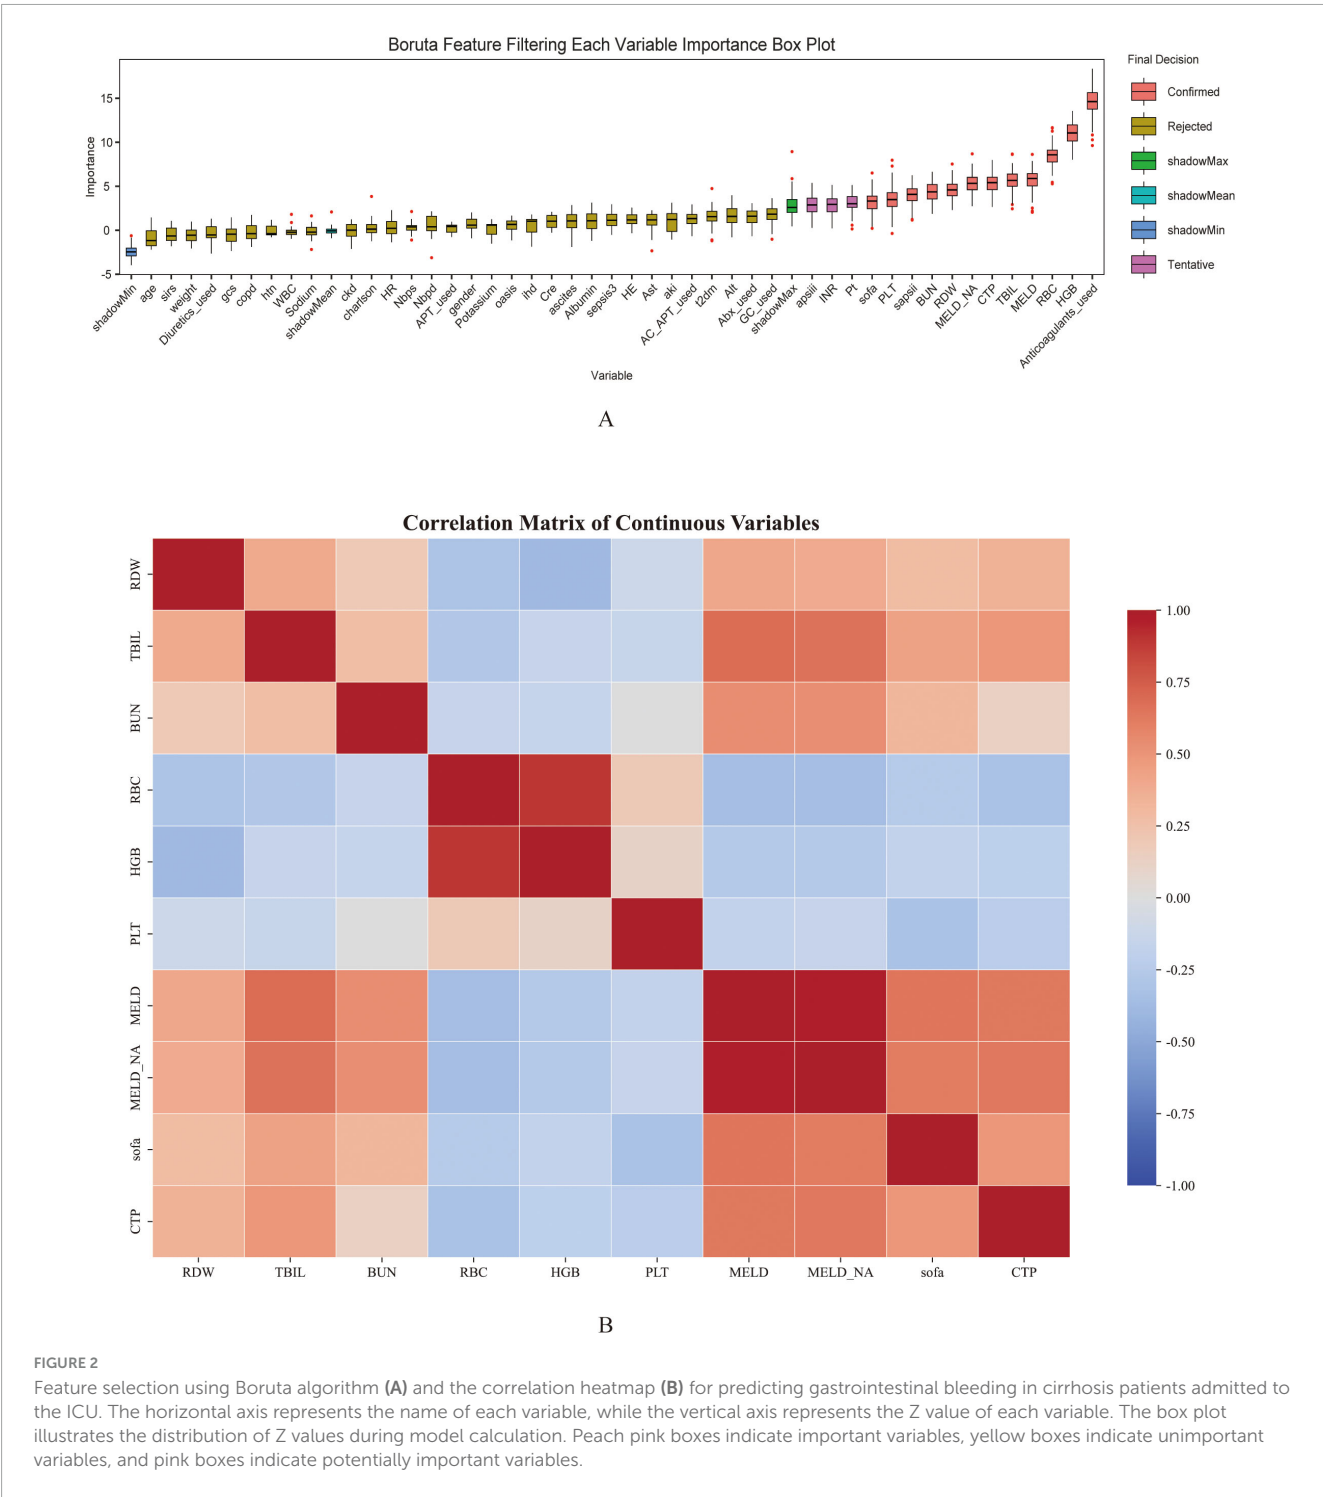 Boruta Feature Filtering Each Variable Importance Box Plot
Final Decision
Confirmed
Rejected
shadowMax
shadowMean
shadowMin
Tentative
Importance
15
10
5
0
-5
shadowMin
age
sirs
weight
Diuretics_used
gcs
copd
htn
WBC
Sodium
shadowMean
ckd
charlson
HR
Nbps
Nbpd
APT_used
gender
Potassium
oasis
ihd
Cre
ascites
Albumin
sepsis3
HE
Ast
aki
AC_APT_used
t2dm
Alt
Abx_used
GC_used
shadowMax
apsiii
INR
Pt
sofa
PLT
sapsii
BUN
RDW
MELD_NA
CTP
TBIL
MELD
RBC
HGB
Anticoagulants_used
Variable
A
Correlation Matrix of Continuous Variables
RDW
TBIL
BUN
RBC
HGB
PLT
MELD
MELD_NA
sofa
CTP
RDW TBIL BUN RBC HGB PLT MELD MELD_NA sofa CTP
1.00
0.75
0.50
0.25
0.00
-0.25
-0.50
-0.75
-1.00
B
FIGURE 2
Feature selection using Boruta algorithm (A) and the correlation heatmap (B) for predicting gastrointestinal bleeding in cirrhosis patients admitted to
the ICU. The horizontal axis represents the name of each variable, while the vertical axis represents the Z value of each variable. The box plot
illustrates the distribution of Z values during model calculation. Peach pink boxes indicate important variables, yellow boxes indicate unimportant
variables, and pink boxes indicate potentially important variables.